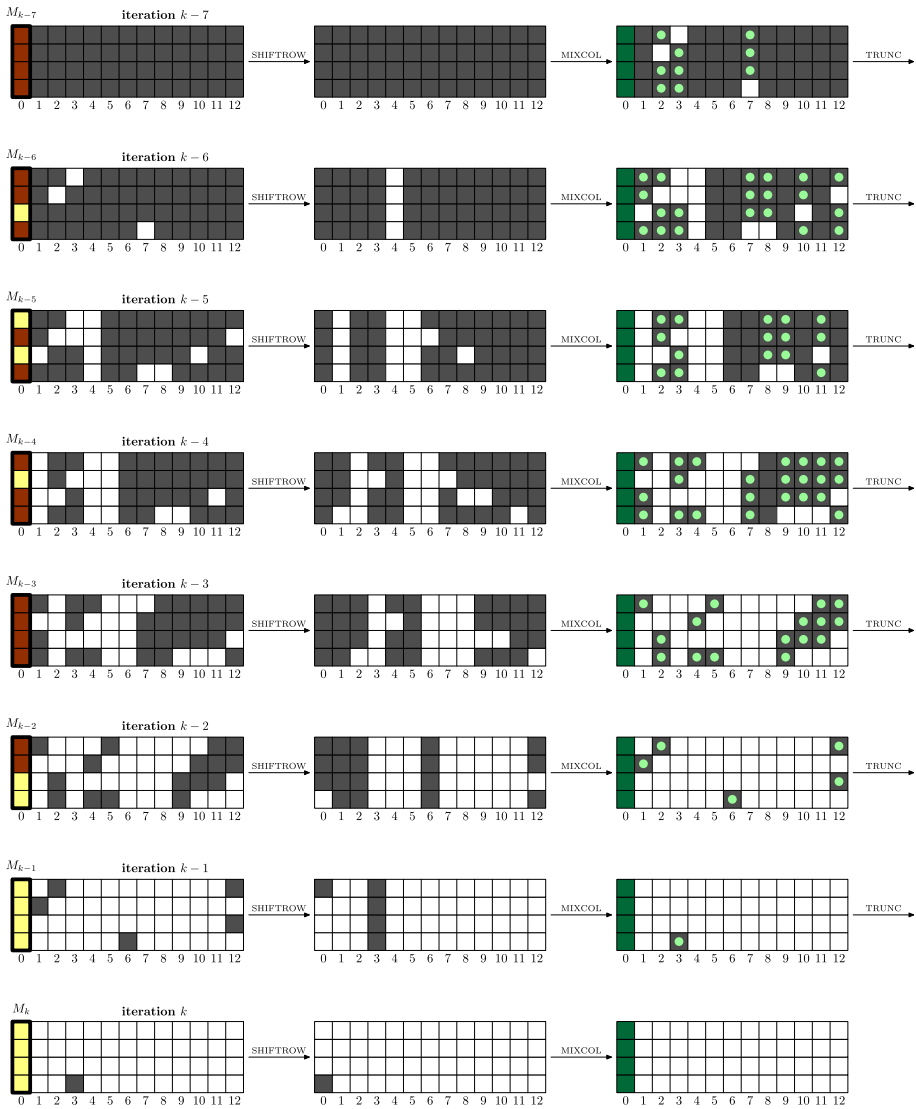 M_{k−7} iteration k − 7
SHIFTROW MIXCOL TRUNC
0 1 2 3 4 5 6 7 8 9 10 11 12 0 1 2 3 4 5 6 7 8 9 10 11 12 0 1 2 3 4 5 6 7 8 9 10 11 12
M_{k−6} iteration k − 6
SHIFTROW MIXCOL TRUNC
0 1 2 3 4 5 6 7 8 9 10 11 12 0 1 2 3 4 5 6 7 8 9 10 11 12 0 1 2 3 4 5 6 7 8 9 10 11 12
M_{k−5} iteration k − 5
SHIFTROW MIXCOL TRUNC
0 1 2 3 4 5 6 7 8 9 10 11 12 0 1 2 3 4 5 6 7 8 9 10 11 12 0 1 2 3 4 5 6 7 8 9 10 11 12
M_{k−4} iteration k − 4
SHIFTROW MIXCOL TRUNC
0 1 2 3 4 5 6 7 8 9 10 11 12 0 1 2 3 4 5 6 7 8 9 10 11 12 0 1 2 3 4 5 6 7 8 9 10 11 12
M_{k−3} iteration k − 3
SHIFTROW MIXCOL TRUNC
0 1 2 3 4 5 6 7 8 9 10 11 12 0 1 2 3 4 5 6 7 8 9 10 11 12 0 1 2 3 4 5 6 7 8 9 10 11 12
M_{k−2} iteration k − 2
SHIFTROW MIXCOL TRUNC
0 1 2 3 4 5 6 7 8 9 10 11 12 0 1 2 3 4 5 6 7 8 9 10 11 12 0 1 2 3 4 5 6 7 8 9 10 11 12
M_{k−1} iteration k − 1
SHIFTROW MIXCOL TRUNC
0 1 2 3 4 5 6 7 8 9 10 11 12 0 1 2 3 4 5 6 7 8 9 10 11 12 0 1 2 3 4 5 6 7 8 9 10 11 12
M_k iteration k
SHIFTROW MIXCOL
0 1 2 3 4 5 6 7 8 9 10 11 12 0 1 2 3 4 5 6 7 8 9 10 11 12 0 1 2 3 4 5 6 7 8 9 10 11 12